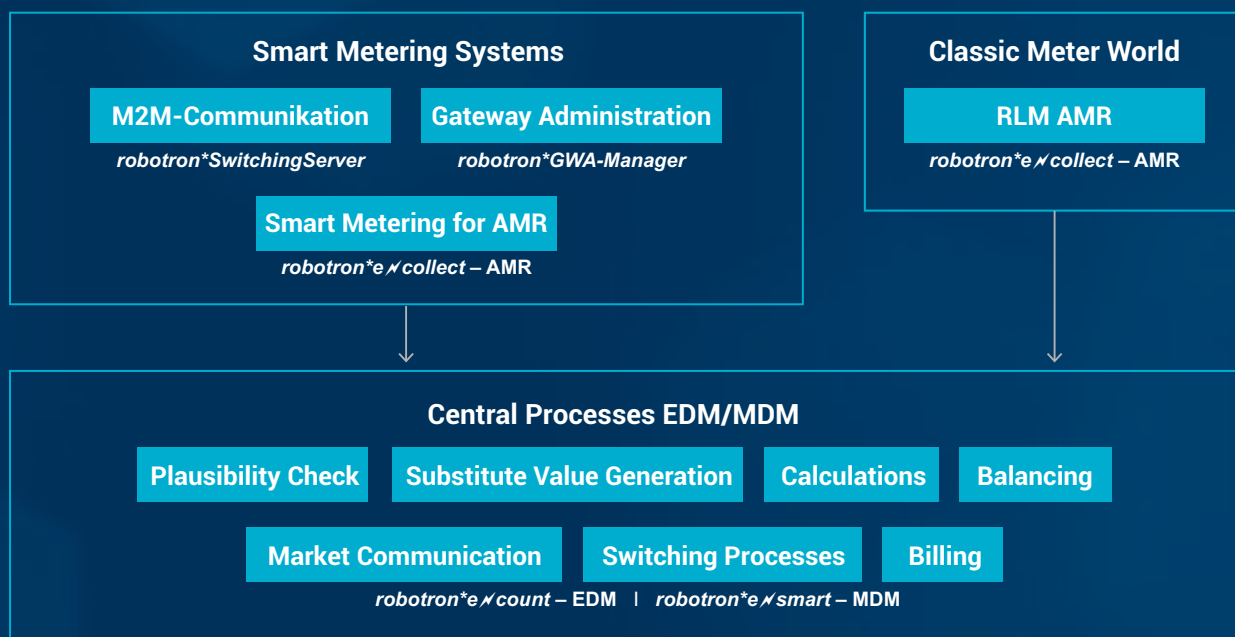 Smart Metering Systems
M2M-Communikation
Gateway Administration
robotron*SwitchingServer
robotron*GWA-Manager
Smart Metering for AMR
robotron*e⚡collect – AMR
Classic Meter World
RLM AMR
robotron*e⚡collect – AMR
Central Processes EDM/MDM
Plausibility Check
Substitute Value Generation
Calculations
Balancing
Market Communication
Switching Processes
Billing
robotron*e⚡count – EDM | robotron*e⚡smart – MDM